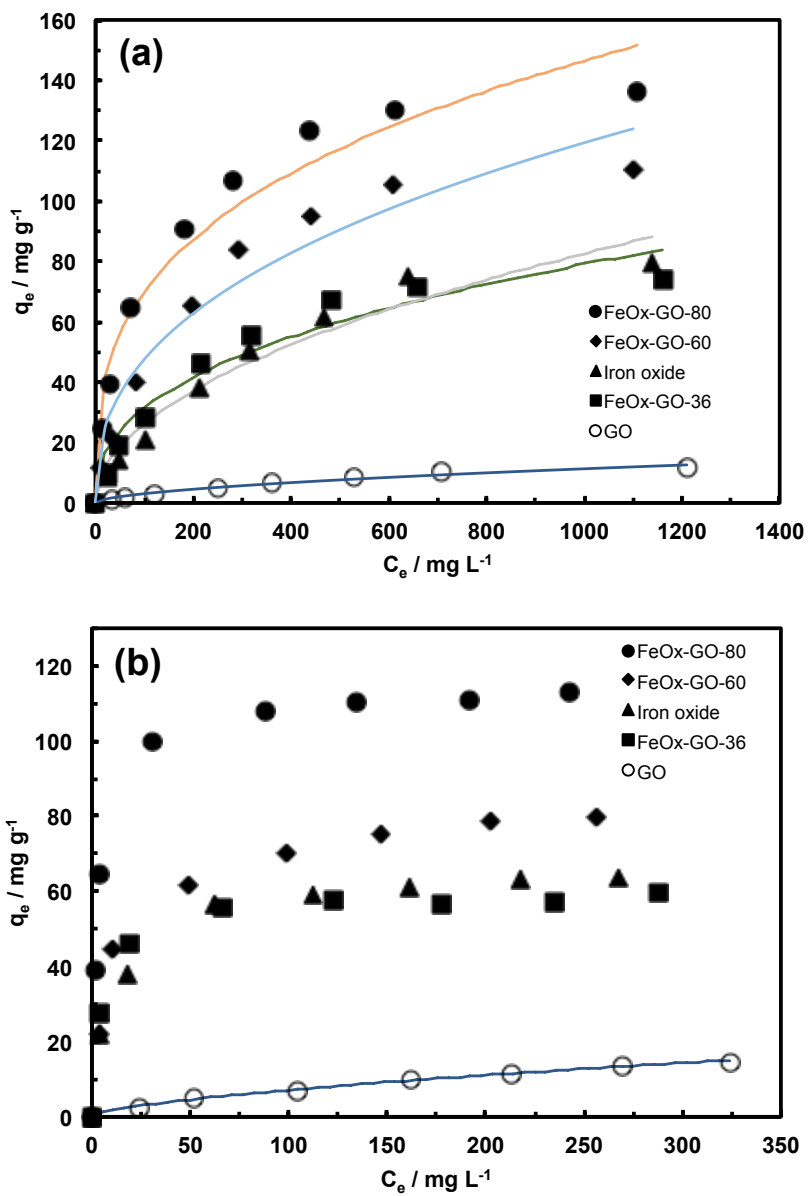 (a)
160
140
120
100
80
60
40
20
0
qe / mg g-1
FeOx-GO-80
FeOx-GO-60
Iron oxide
FeOx-GO-36
GO
0 200 400 600 800 1000 1200 1400
Ce / mg L-1
(b)
120
100
80
60
40
20
0
qe / mg g-1
FeOx-GO-80
FeOx-GO-60
Iron oxide
FeOx-GO-36
GO
0 50 100 150 200 250 300 350
Ce / mg L-1